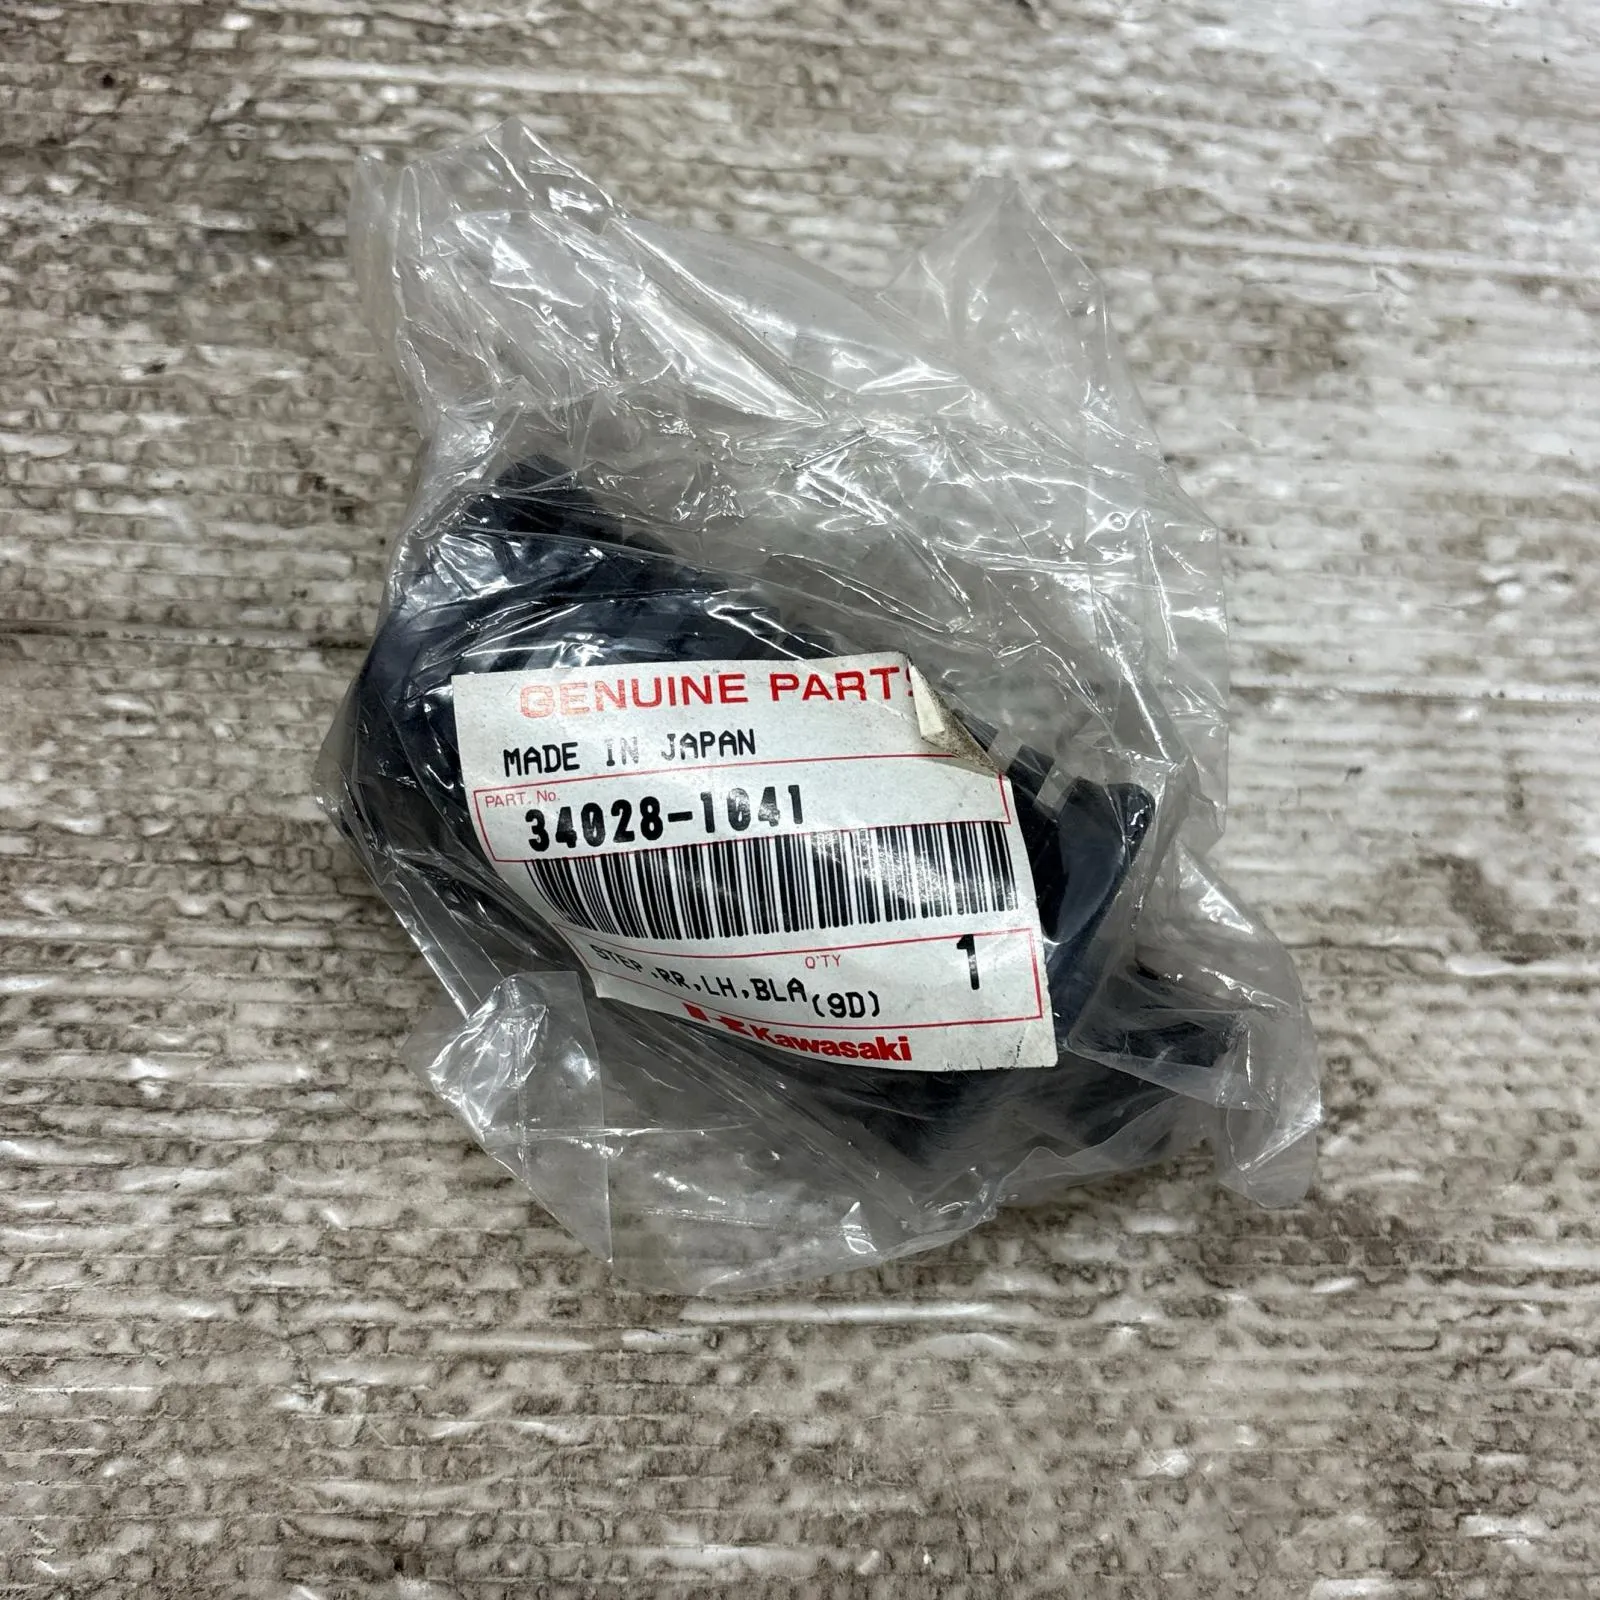 GENUINE PARTS
MADE IN JAPAN
PART. No.
34028-1041
Q'TY
1
STEP,RR,LH,BLA(9D)
Kawasaki